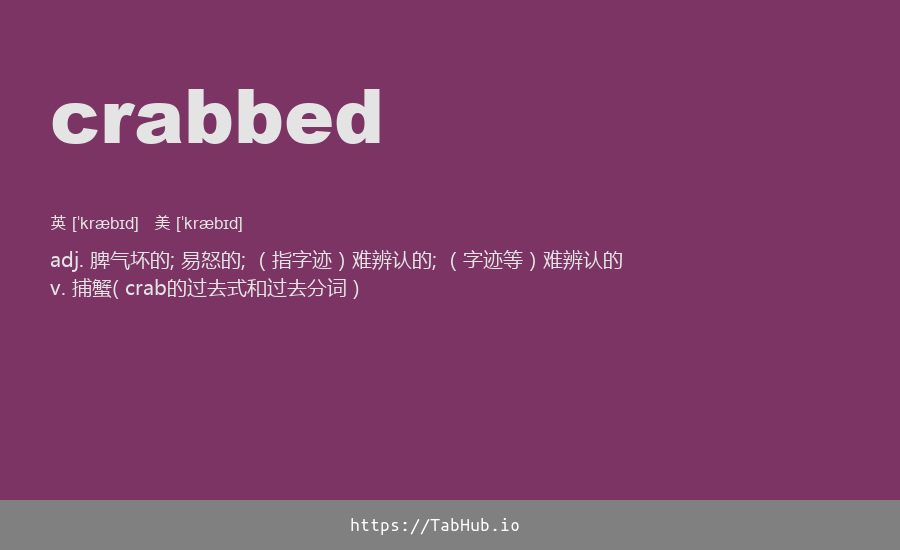 crabbed
英 [ˈkræbɪd] 美 [ˈkræbɪd]
adj. 脾气坏的; 易怒的; （指字迹）难辨认的; （字迹等）难辨认的
v. 捕蟹( crab的过去式和过去分词 )
https://TabHub.io